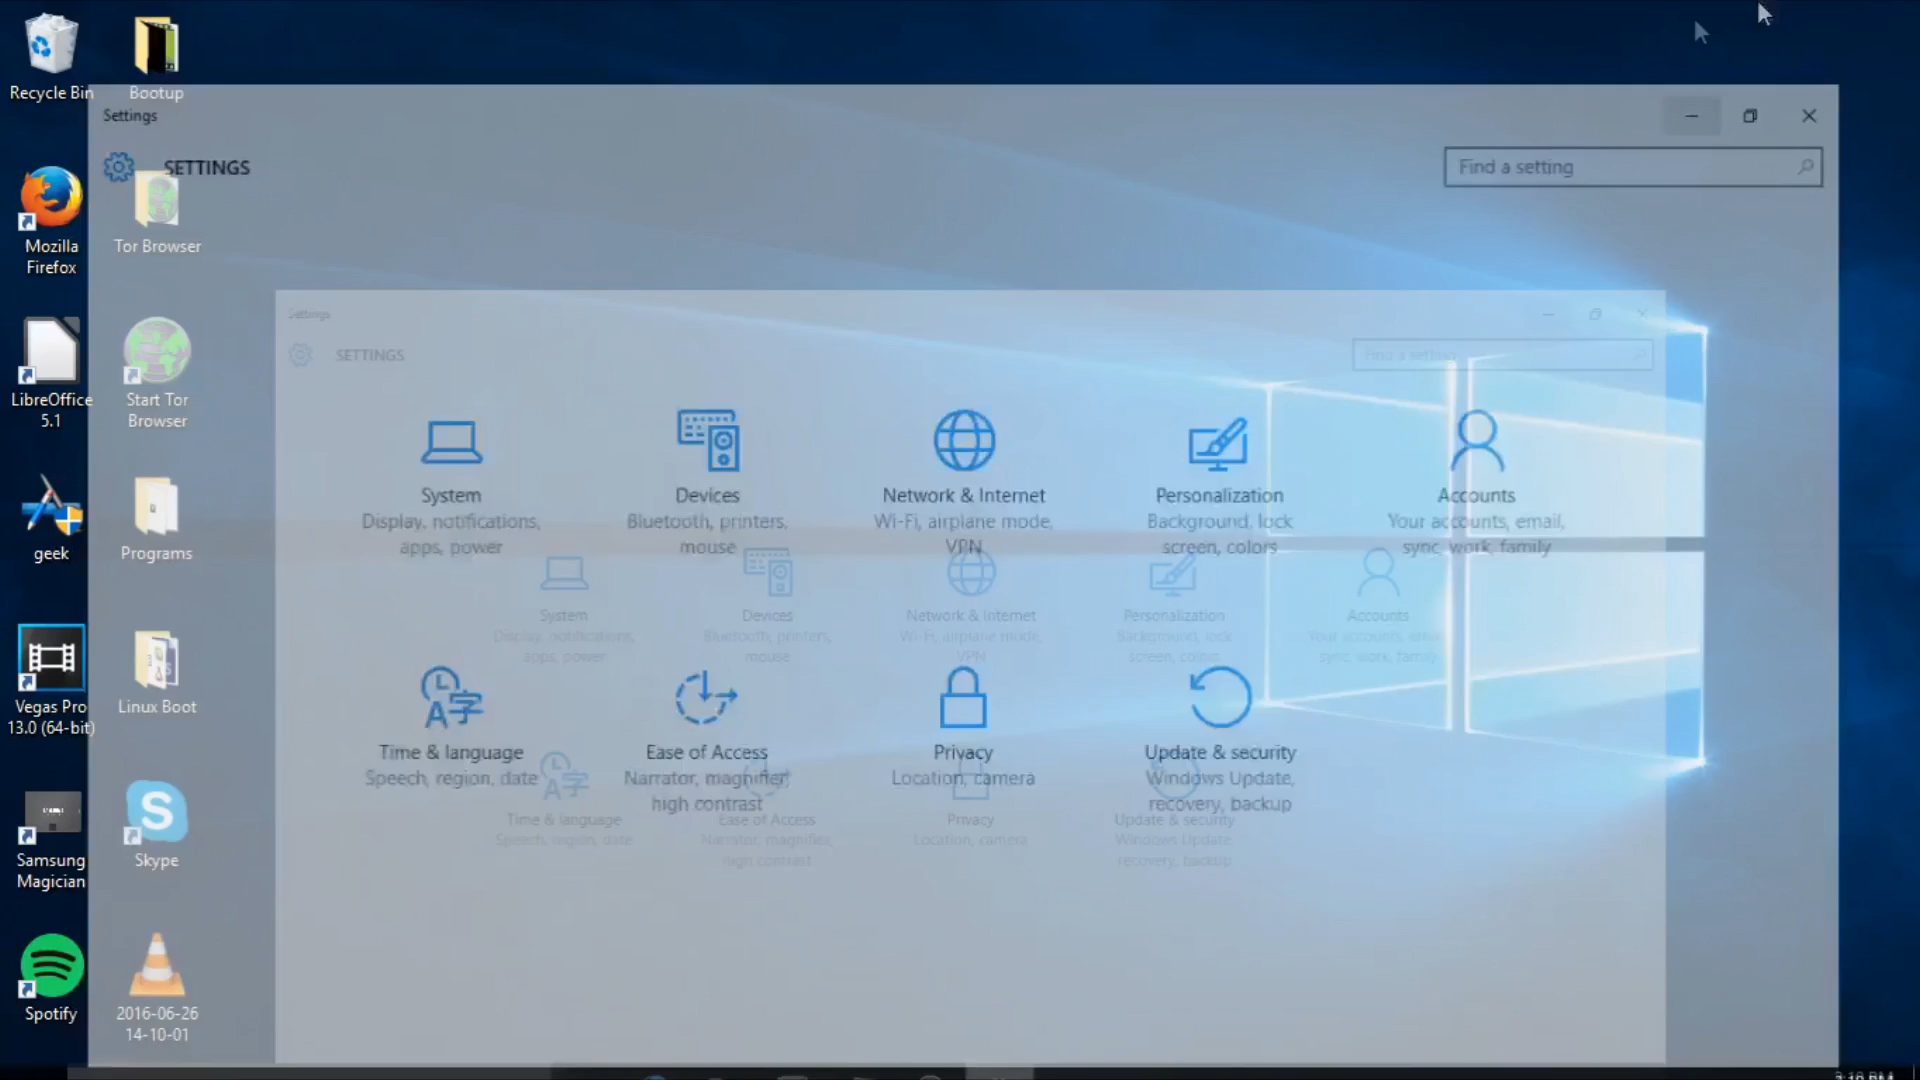 Recycle Bin
Bootup
Settings
SETTINGS
Find a setting
Mozilla
Firefox
Tor Browser
Settings
SETTINGS
Find a setting
LibreOffice
5.1
Start Tor
Browser
System
Display, notifications,
apps, power
Devices
Bluetooth, printers,
mouse
Network & Internet
Wi-Fi, airplane mode,
VPN
Personalization
Background, lock
screen, colors
Accounts
Your accounts, email,
sync, work, family
geek
Programs
System
Display, notifications,
apps, power
Devices
Bluetooth, printers,
mouse
Network & Internet
Wi-Fi, airplane mode,
VPN
Personalization
Background, lock
screen, colors
Accounts
Your accounts, email,
sync, work, family
Vegas Pro
13.0 (64-bit)
Linux Boot
Time & language
Speech, region, date
Ease of Access
Narrator, magnifier,
high contrast
Privacy
Location, camera
Update & security
Windows Update,
recovery, backup
Time & language
Speech, region, date
Ease of Access
Narrator, magnifier,
high contrast
Privacy
Location, camera
Update & security
Windows Update,
recovery, backup
Samsung
Magician
Skype
Spotify
2016-06-26
14-10-01